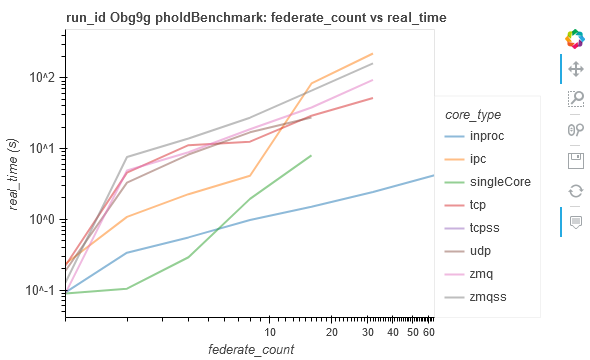 run_id Obg9g pholdBenchmark: federate_count vs real_time
real_time (s)
10^2
10^1
10^0
10^-1
10
20
30
40
50
60
federate_count
core_type
inproc
ipc
singleCore
tcp
tcpss
udp
zmq
zmqss